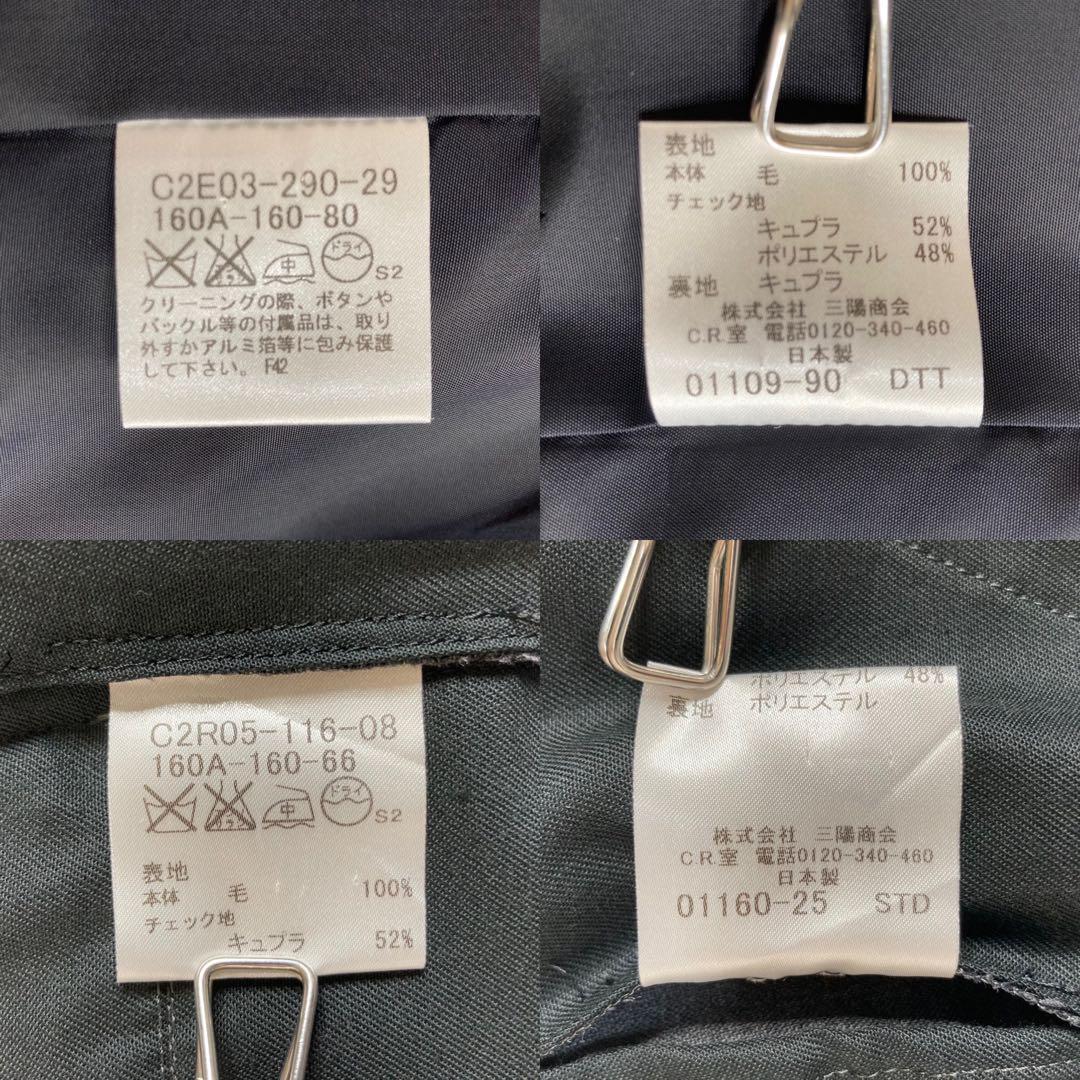 C2E03-290-29
160A-160-80
中 ドライ S2
クリーニングの際、ボタンや
バックル等の付属品は、取り
外すかアルミ箔等に包み保護
して下さい。 F42
表地
本体 毛 100%
チェック地
キュプラ 52%
ポリエステル 48%
裏地 キュプラ
株式会社 三陽商会
C.R.室 電話0120-340-460
日本製
01109-90 DTT
C2R05-116-08
160A-160-66
中 ドライ S2
表地
本体 毛 100%
チェック地
キュプラ 52%
ポリエステル 48%
裏地 ポリエステル
株式会社 三陽商会
C.R.室 電話0120-340-460
日本製
01160-25 STD